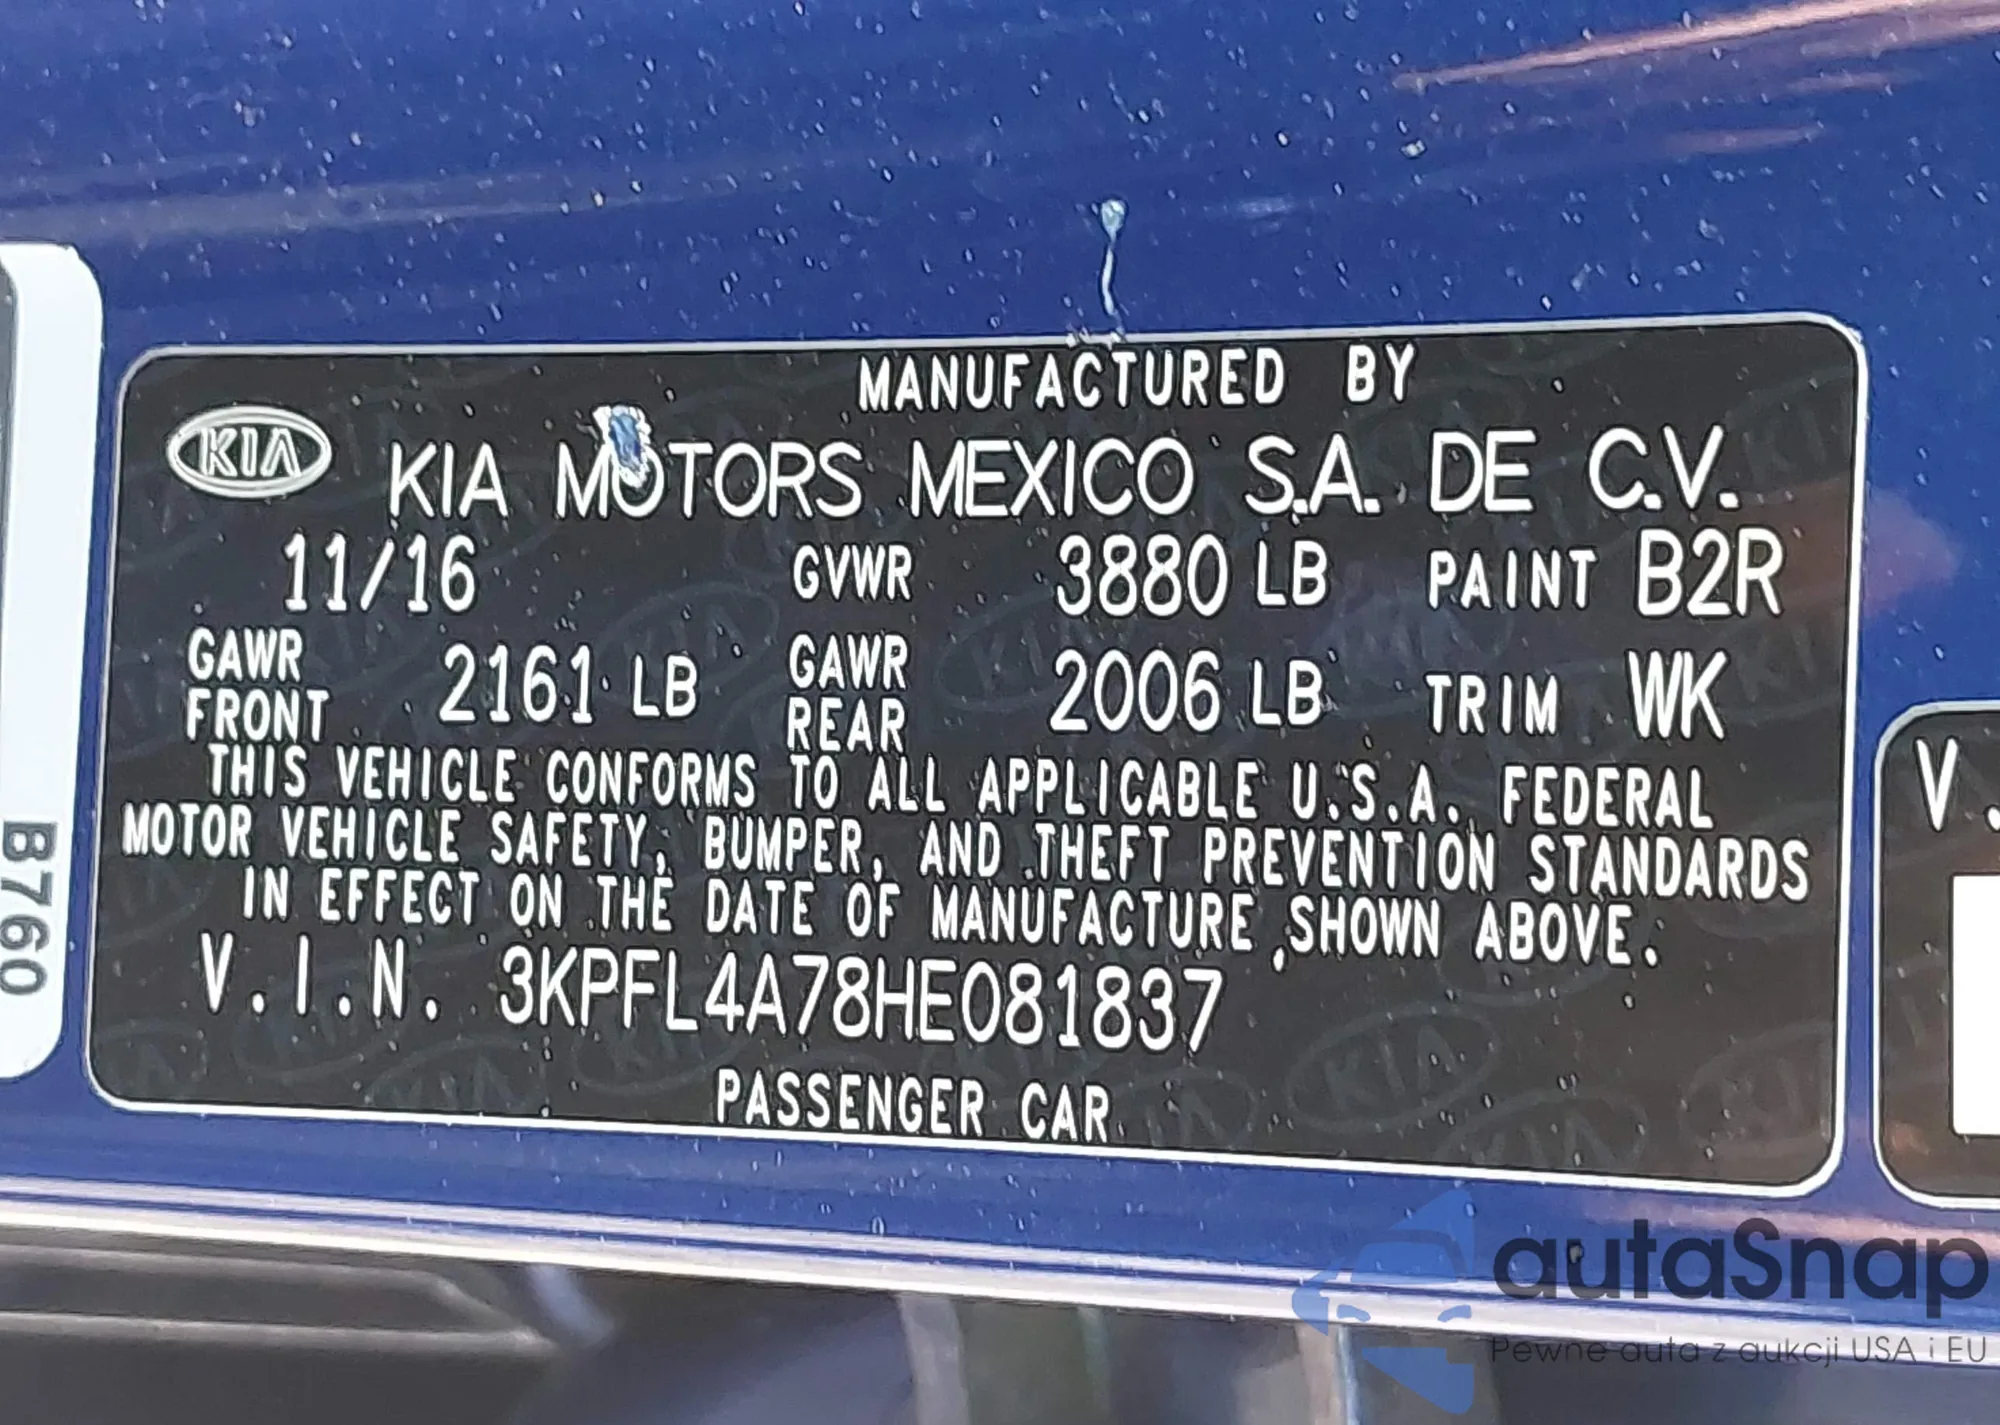 MANUFACTURED BY
KIA KIA MOTORS MEXICO S.A. DE C.V.
11/16 GVWR 3880 LB PAINT B2R
GAWR FRONT 2161 LB GAWR REAR 2006 LB TRIM WK
THIS VEHICLE CONFORMS TO ALL APPLICABLE U.S.A. FEDERAL
MOTOR VEHICLE SAFETY, BUMPER, AND THEFT PREVENTION STANDARDS
IN EFFECT ON THE DATE OF MANUFACTURE SHOWN ABOVE.
V.I.N. 3KPFL4A78HE081837
PASSENGER CAR
B760
V.
autaSnap
Pewne auta z aukcji USA i EU